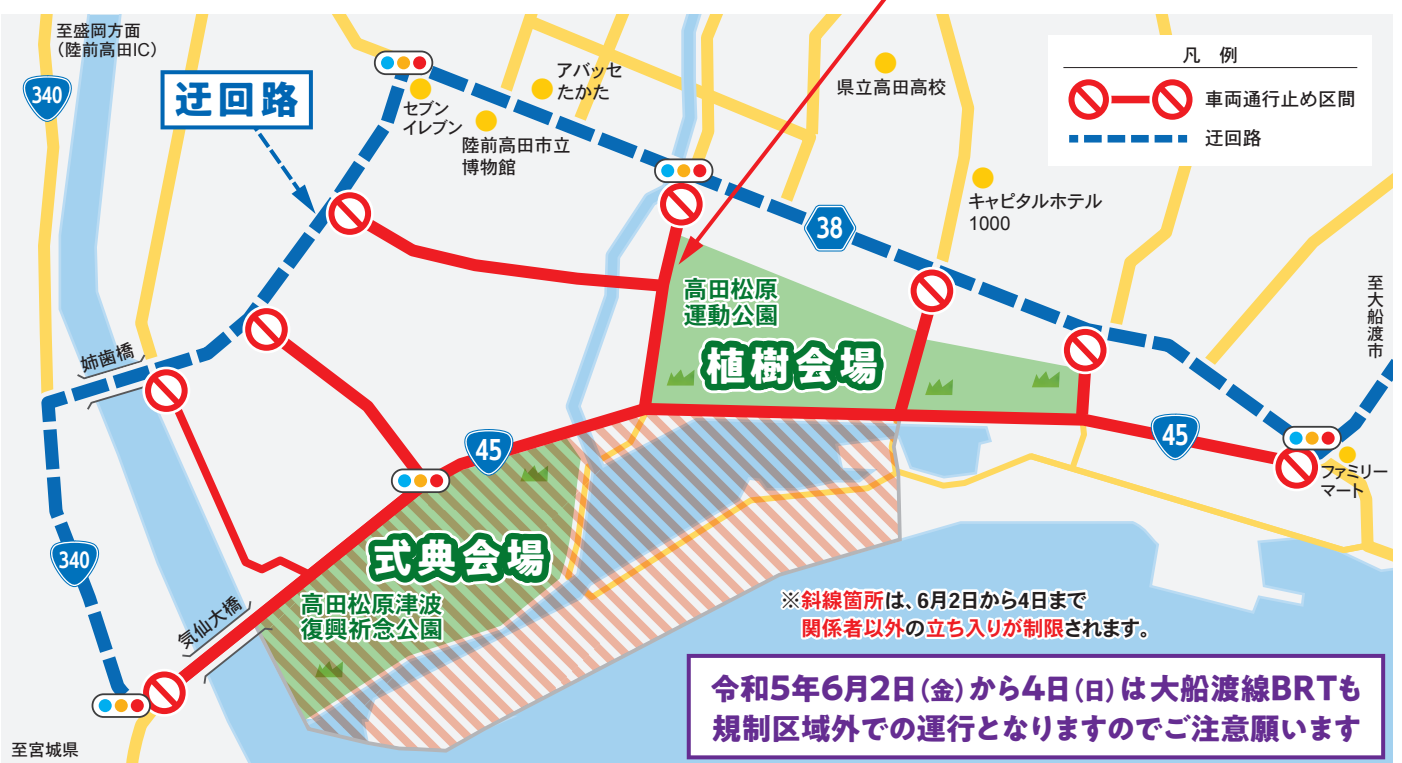 至盛岡方面
(陸前高田IC)
340
迂回路
セブン
イレブン
アバッセ
たかた
陸前高田市立
博物館
県立高田高校
凡 例
車両通行止め区間
迂回路
キャピタルホテル
1000
38
高田松原
運動公園
植樹会場
至大船渡市
姉歯橋
45
45
ファミリー
マート
340
式典会場
高田松原津波
復興祈念公園
気仙大橋
※斜線箇所は、6月2日から4日まで
関係者以外の立ち入りが制限されます。
令和5年6月2日(金)から4日(日)は大船渡線BRTも
規制区域外での運行となりますのでご注意願います
至宮城県